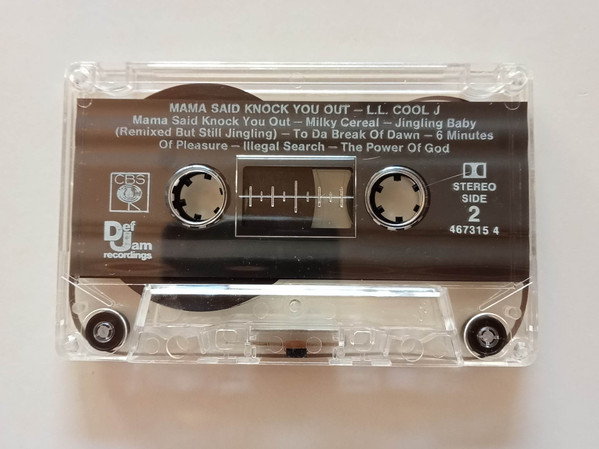 MAMA SAID KNOCK YOU OUT – L.L. COOL J
Mama Said Knock You Out – Milky Cereal – Jingling Baby
(Remixed But Still Jingling) – To Da Break Of Dawn – 6 Minutes
Of Pleasure – Illegal Search – The Power Of God
CBS
STEREO
SIDE
2
467315 4
Def
Jam
recordings